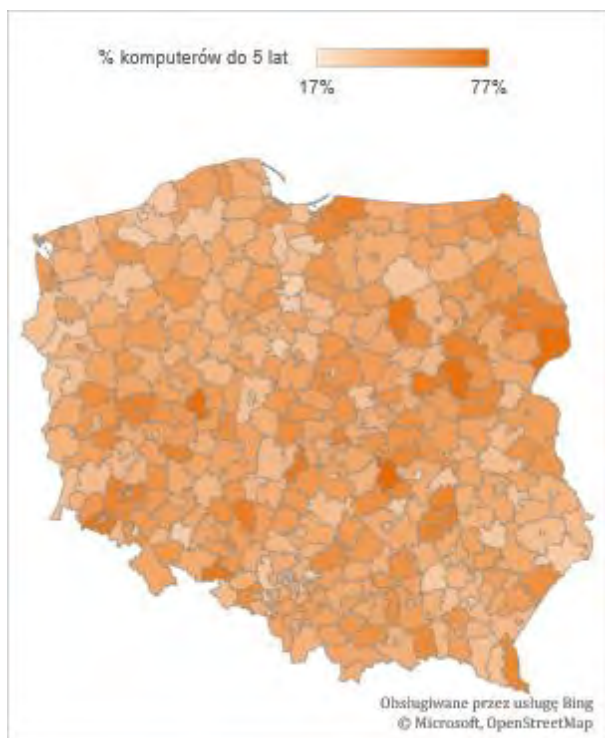 % komputerów do 5 lat
17%
77%
Obsługiwane przez usługę Bing
© Microsoft, OpenStreetMap